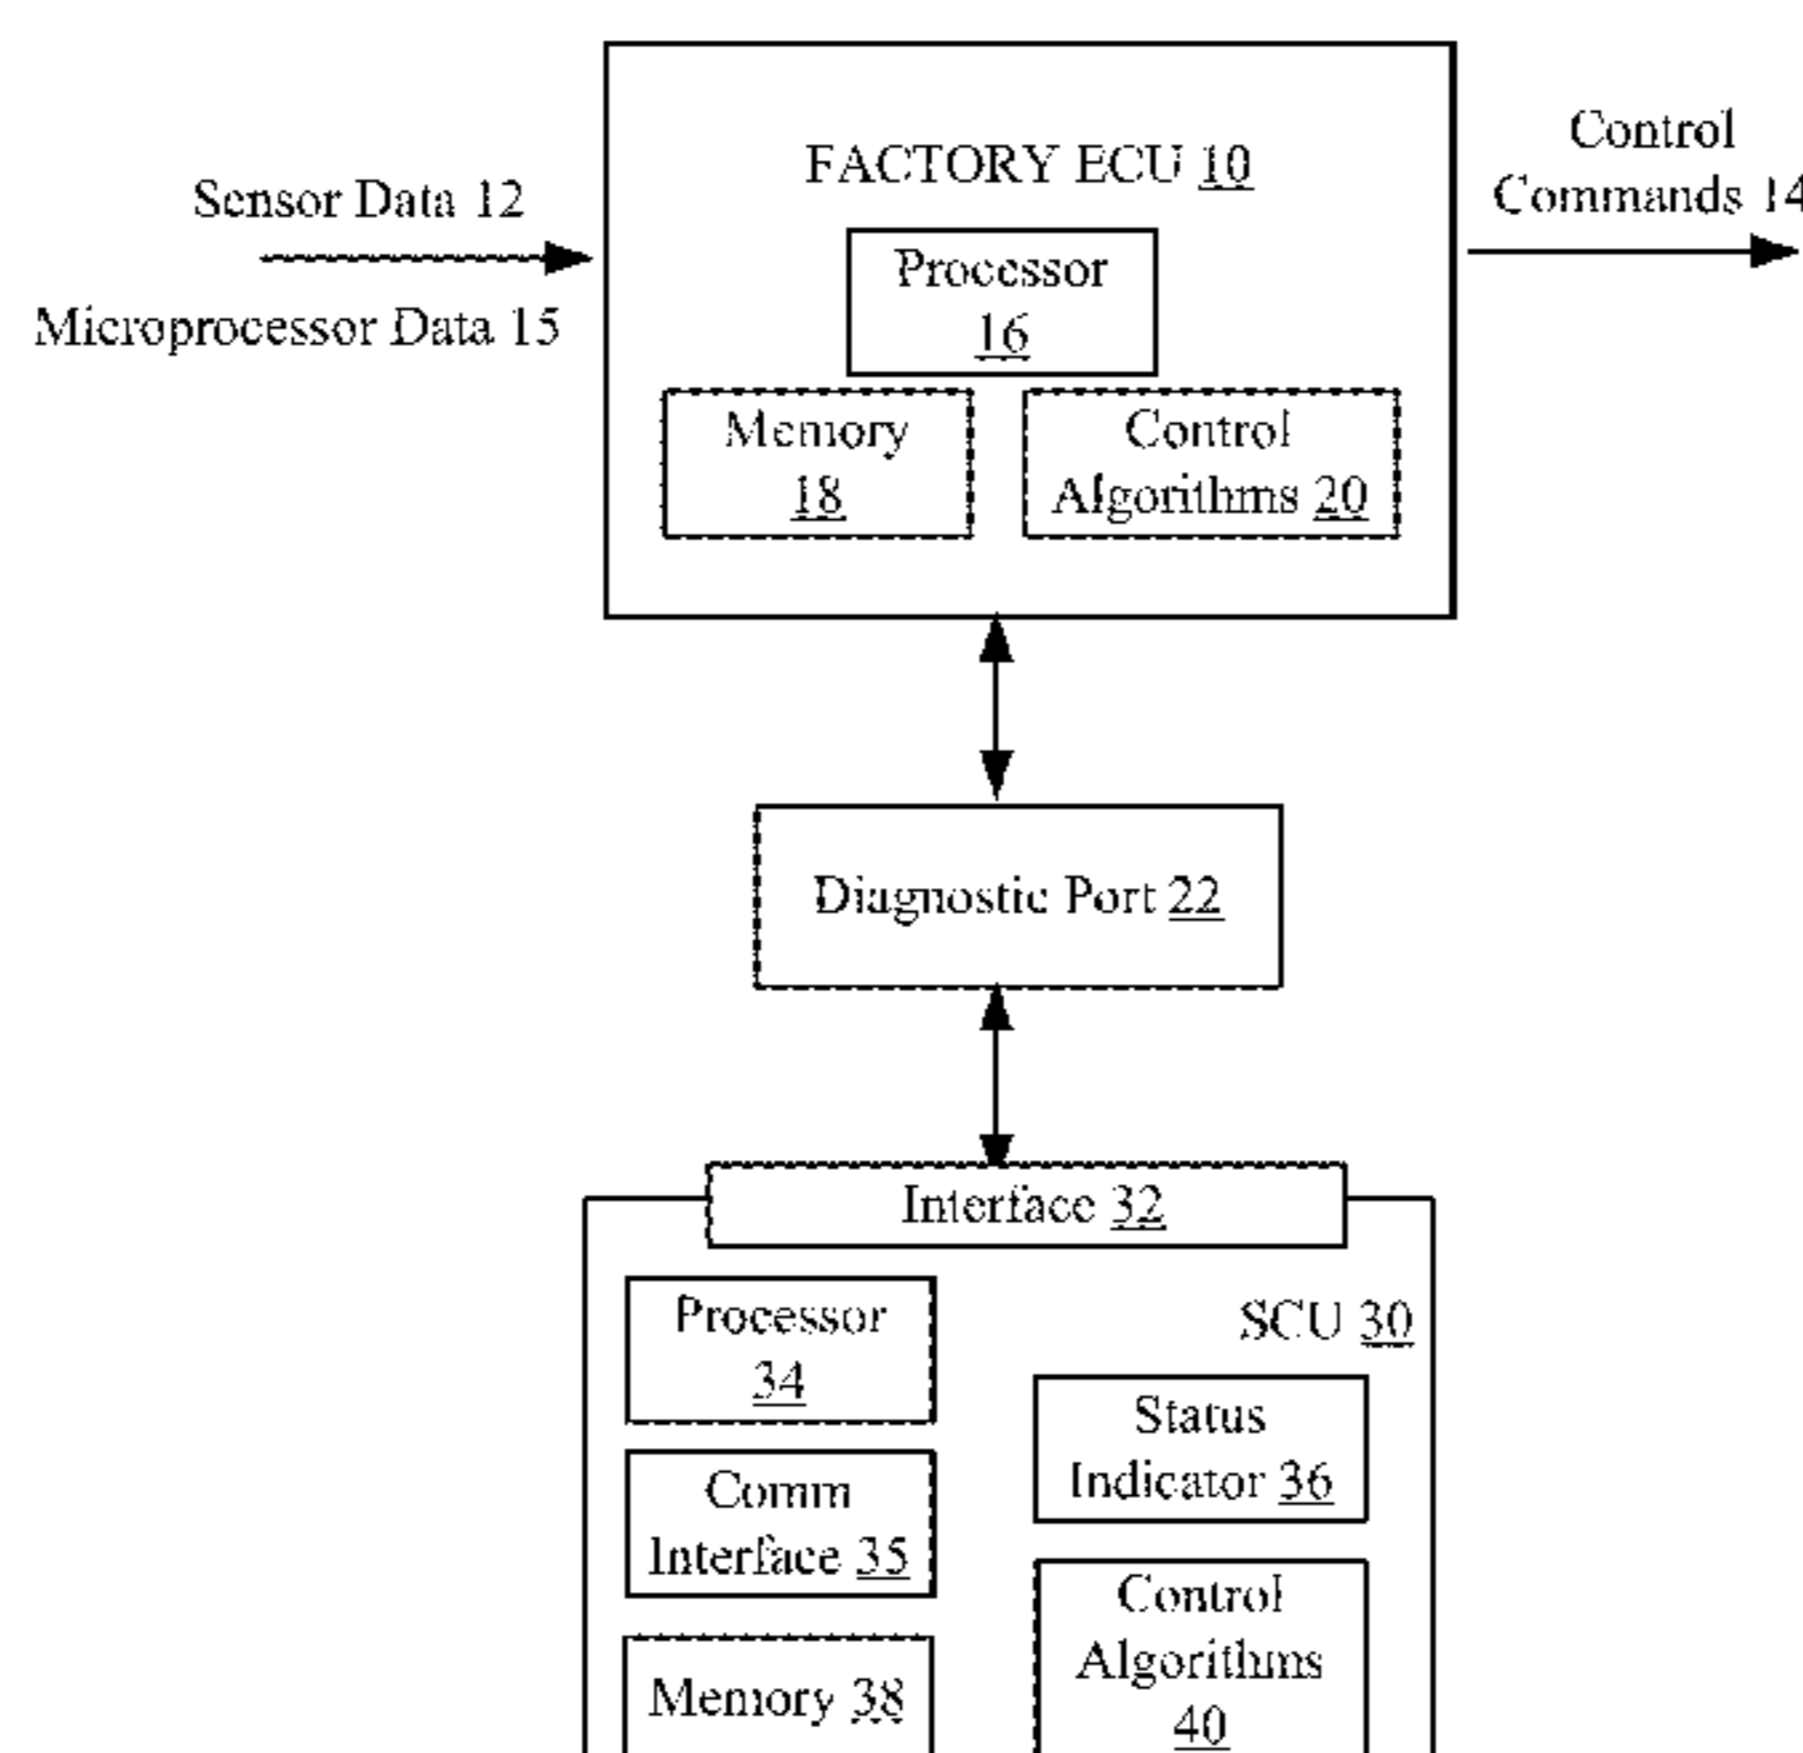 FACTORY ECU 10
Sensor Data 12
Microprocessor Data 15
Control
Commands 14
Processor
16
Memory
18
Control
Algorithms 20
Diagnostic Port 22
Interface 32
SCU 30
Processor
34
Comm
Interface 35
Memory 38
Status
Indicator 36
Control
Algorithms
40